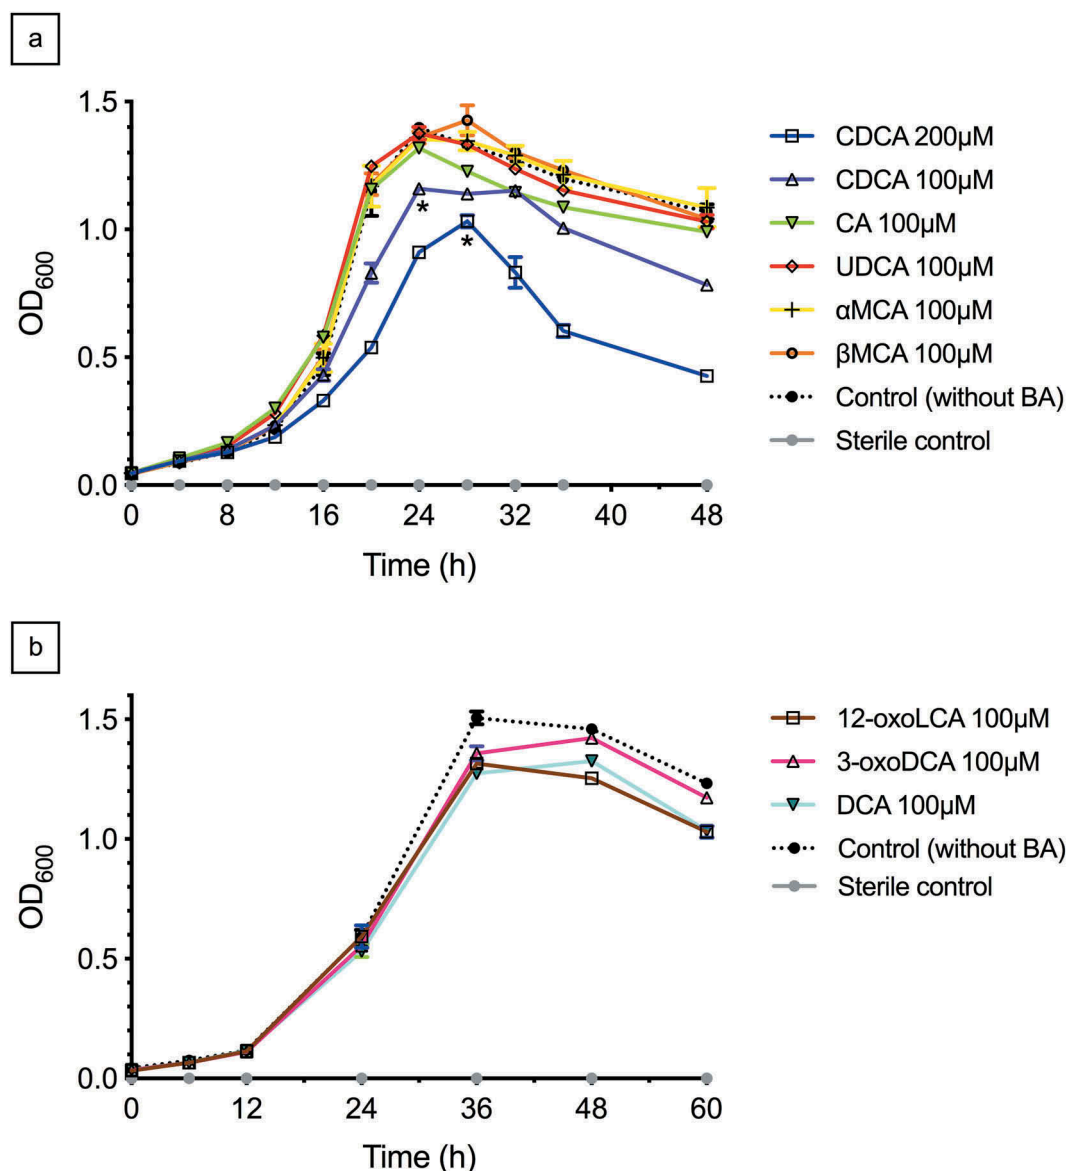 a
1.5
1.0
0.5
0.0
OD600
0 8 16 24 32 40 48
Time (h)
*
*
CDCA 200µM
CDCA 100µM
CA 100µM
UDCA 100µM
αMCA 100µM
βMCA 100µM
Control (without BA)
Sterile control
b
1.5
1.0
0.5
0.0
OD600
0 12 24 36 48 60
Time (h)
12-oxoLCA 100µM
3-oxoDCA 100µM
DCA 100µM
Control (without BA)
Sterile control